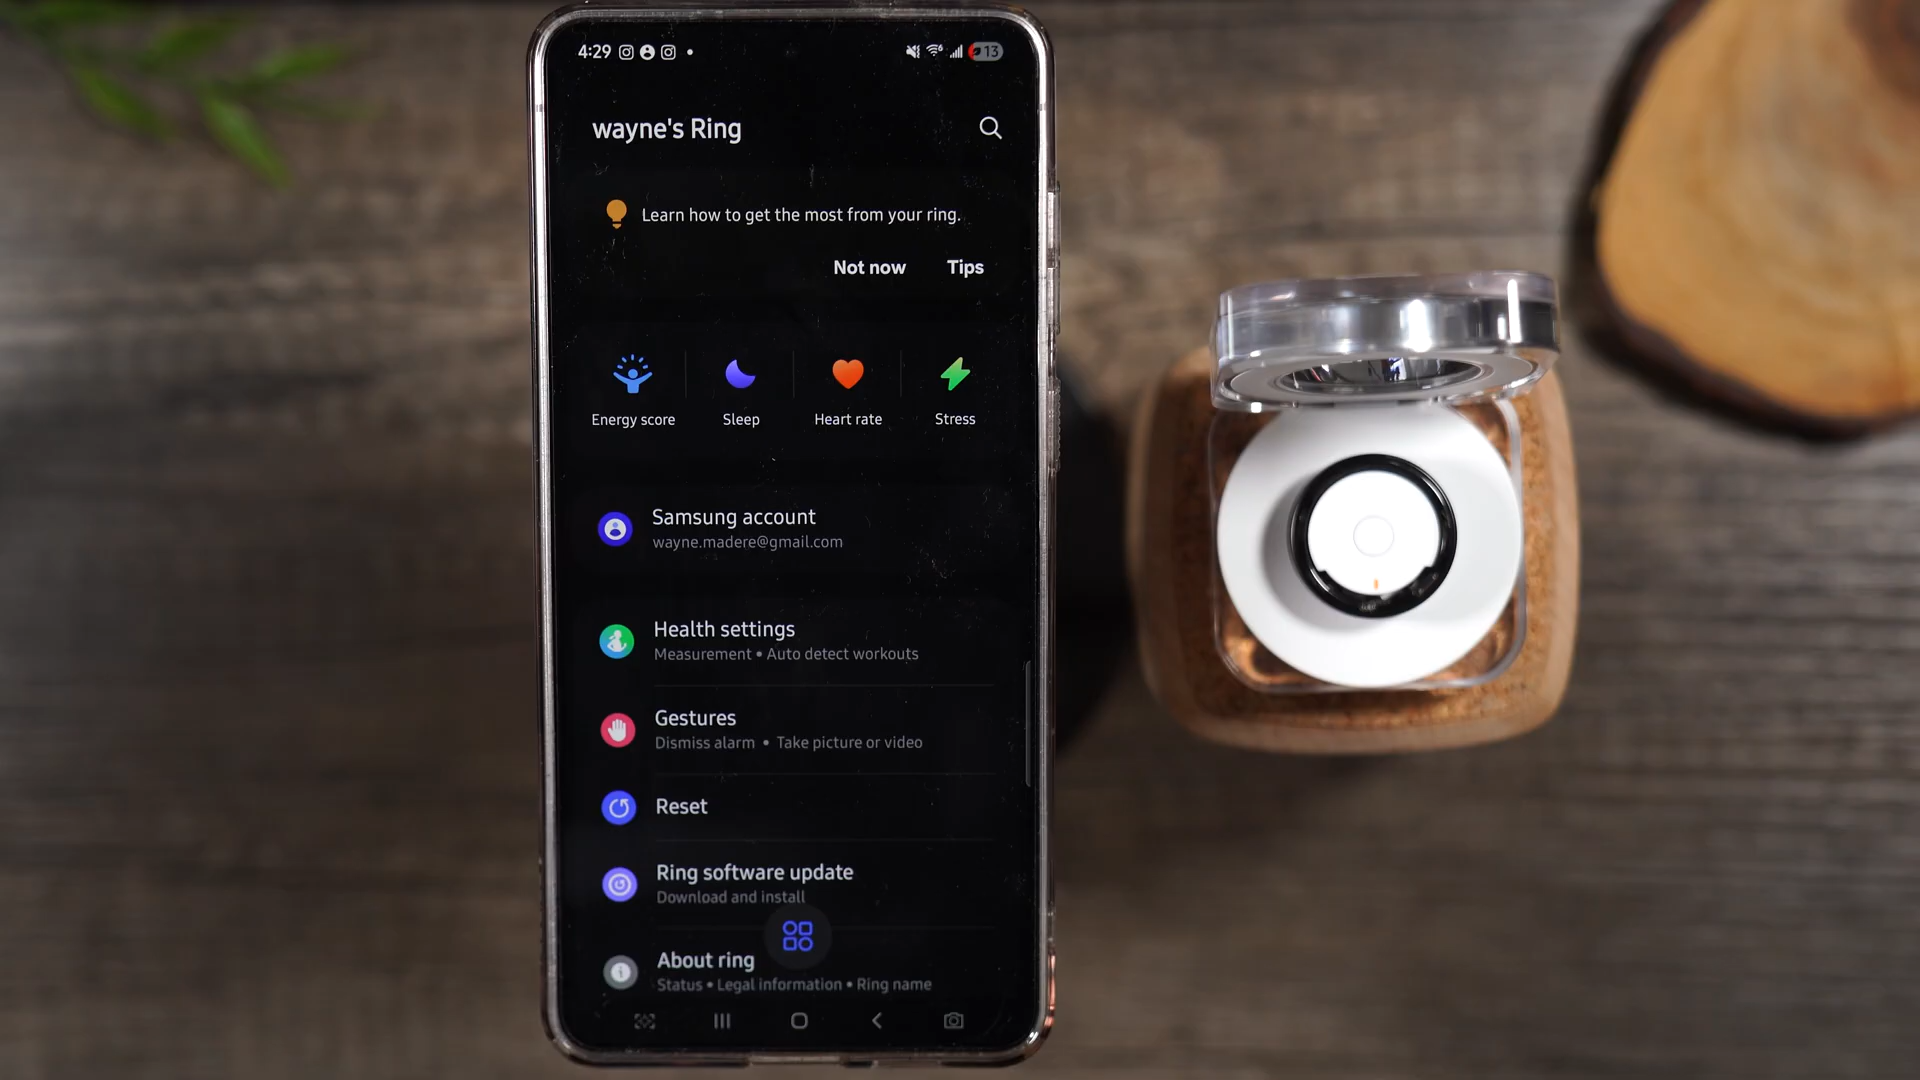 4:29
13
wayne's Ring
Learn how to get the most from your ring.
Not now Tips
Energy score Sleep Heart rate Stress
Samsung account
wayne.madere@gmail.com
Health settings
Measurement • Auto detect workouts
Gestures
Dismiss alarm • Take picture or video
Reset
Ring software update
Download and install
About ring
Status • Legal information • Ring name